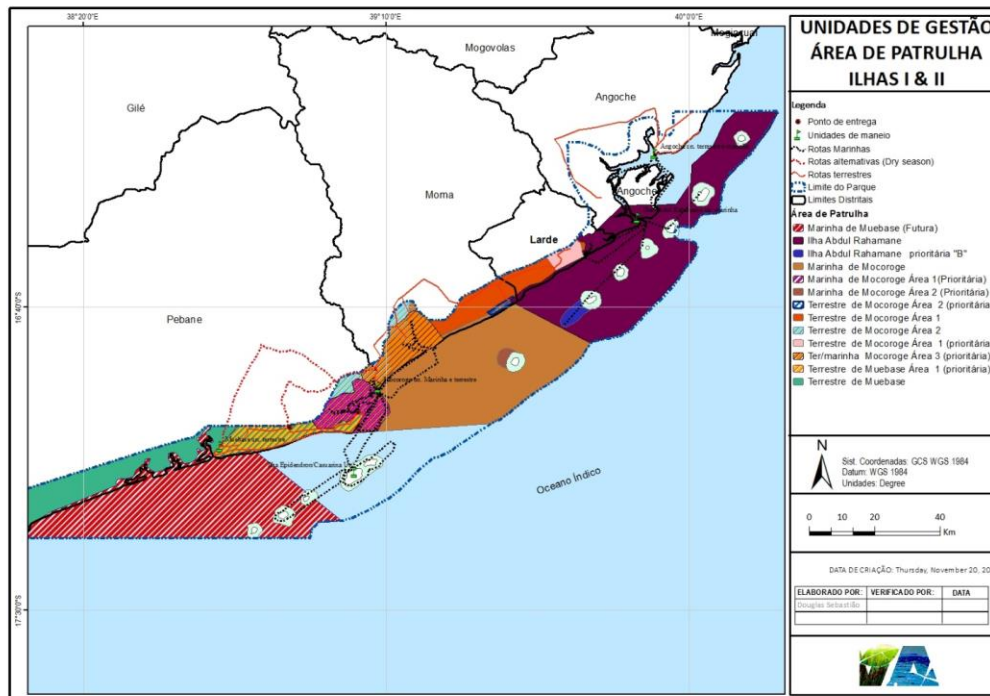 38°20'0"E
39°10'0"E
40°0'0"E
Mogovolas
Gilé
Angoche
Moma
Angoche
Larde
16°40'0"S
Pebane
Oceano Índico
17°30'0"S
UNIDADES DE GESTÃO
ÁREA DE PATRULHA
ILHAS I & II
Legenda
Ponto de entrega
Unidades de maneio
Rotas Marinhas
Rotas altemativas (Dry season)
Rotas terrestres
Limite do Parque
Limites Distritais
Área de Patrulha
Marinha de Muebase (Futura)
Ilha Abdul Rahamane
Ilha Abdul Rahamane prioritária "B"
Marinha de Mocoroge
Marinha de Mocoroge Área 1(Prioritária)
Marinha de Mocoroge Área 2 (Prioritária)
Terrestre de Mocoroge Área 2 (prioritária
Terrestre de Mocoroge Área 1
Terrestre de Mocoroge Área 2
Terrestre de Mocoroge Área 1 (prioritária
Ter/marinha Mocoroge Área 3 (prioritária)
Terrestre de Muebase Área 1 (prioritária)
Terrestre de Muebase
N
Sist. Coordenadas: GCS WGS 1984
Datum: WGS 1984
Unidades: Degree
0 10 20 40
Km
DATA DE CRIAÇÃO: Thursday, November 20, 20
ELABORADO POR: VERIFICADO POR: DATA
Douglas Sebastião